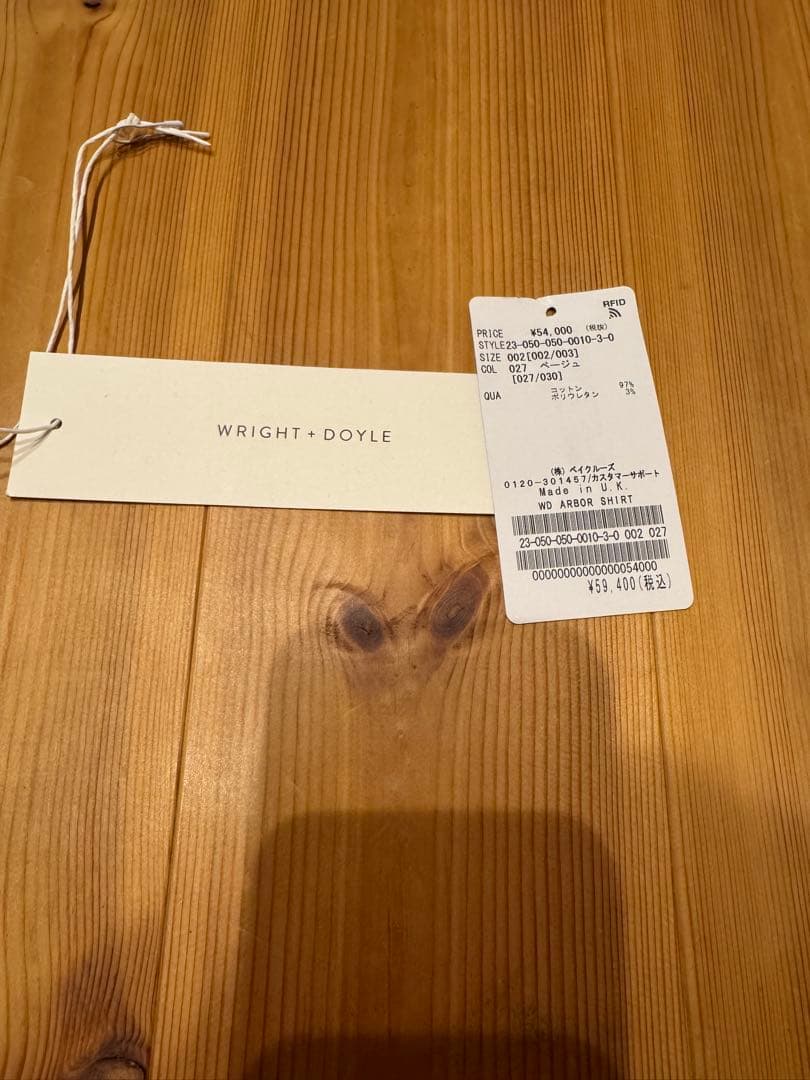 WRIGHT + DOYLE
RFID
PRICE ¥54,000 (税抜)
STYLE23-050-050-0010-3-0
SIZE 002[002/003]
COL 027 ベージュ
[027/030]
QUA コットン 97%
ポリウレタン 3%
(株) ベイクルーズ
0120-301457/カスタマーサポート
Made in U.K.
WD ARBOR SHIRT
23-050-050-0010-3-0 002 027
00000000000000054000
¥59,400(税込)